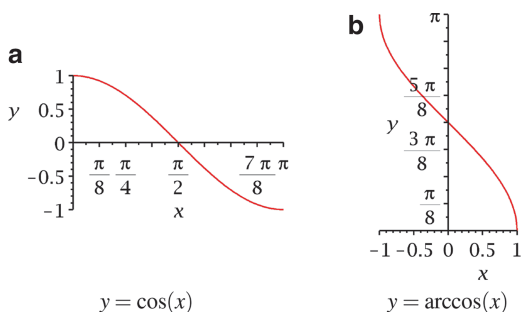 a
y
1
0.5
0
−0.5
−1
π/8 π/4 π/2 7π/8 π
x
y = cos(x)
b
π
5π/8
y
3π/8
π/8
−1 −0.5 0 0.5 1
x
y = arccos(x)